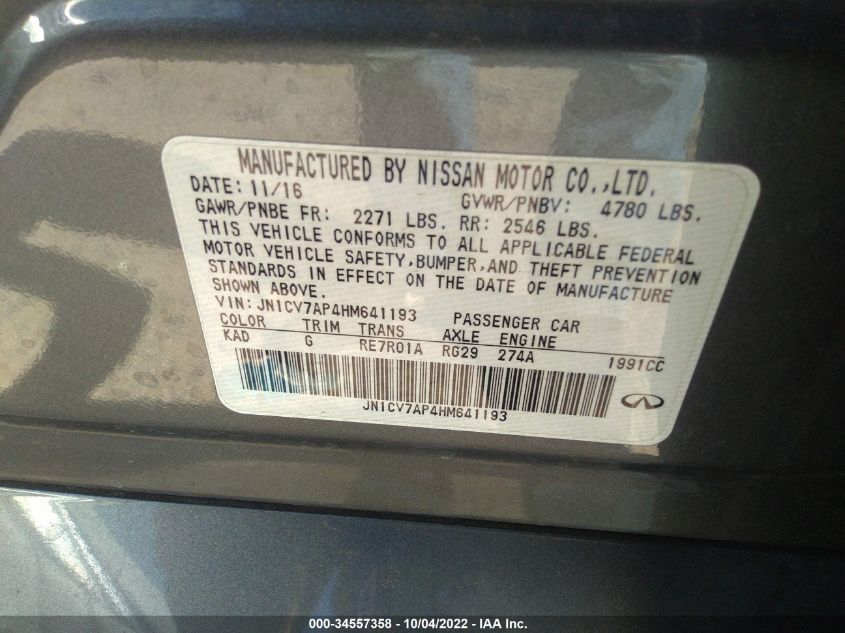 MANUFACTURED BY NISSAN MOTOR CO.,LTD.
DATE: 11/16 GVWR/PNBV: 4780 LBS.
GAWR/PNBE FR: 2271 LBS. RR: 2546 LBS.
THIS VEHICLE CONFORMS TO ALL APPLICABLE FEDERAL
MOTOR VEHICLE SAFETY,BUMPER,AND THEFT PREVENTION
STANDARDS IN EFFECT ON THE DATE OF MANUFACTURE
SHOWN ABOVE.
VIN: JN1CV7AP4HM641193 PASSENGER CAR
COLOR TRIM TRANS AXLE ENGINE
KAD G RE7R01A RG29 274A 1991CC
JN1CV7AP4HM641193
000-34557358 - 10/04/2022 - IAA Inc.